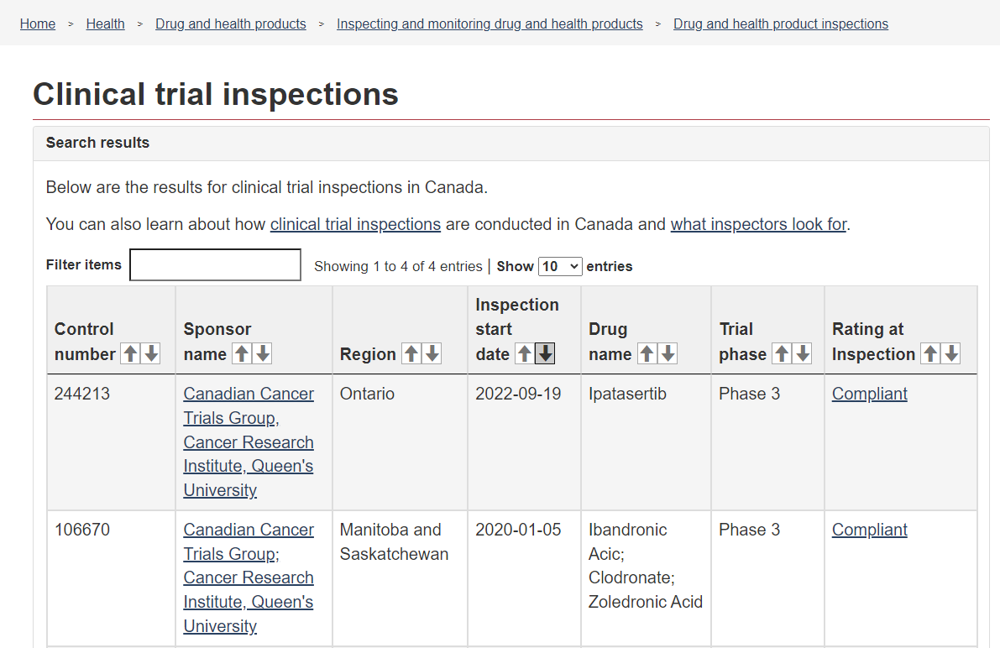 Home > Health > Drug and health products > Inspecting and monitoring drug and health products > Drug and health product inspections
Clinical trial inspections
Search results
Below are the results for clinical trial inspections in Canada.
You can also learn about how clinical trial inspections are conducted in Canada and what inspectors look for.
Filter items Showing 1 to 4 of 4 entries | Show 10 entries
Control number
Sponsor name
Region
Inspection start date
Drug name
Trial phase
Rating at Inspection
244213
Canadian Cancer
Trials Group,
Cancer Research
Institute, Queen's
University
Ontario
2022-09-19
Ipatasertib
Phase 3
Compliant
106670
Canadian Cancer
Trials Group;
Cancer Research
Institute, Queen's
University
Manitoba and
Saskatchewan
2020-01-05
Ibandronic
Acic;
Clodronate;
Zoledronic Acid
Phase 3
Compliant